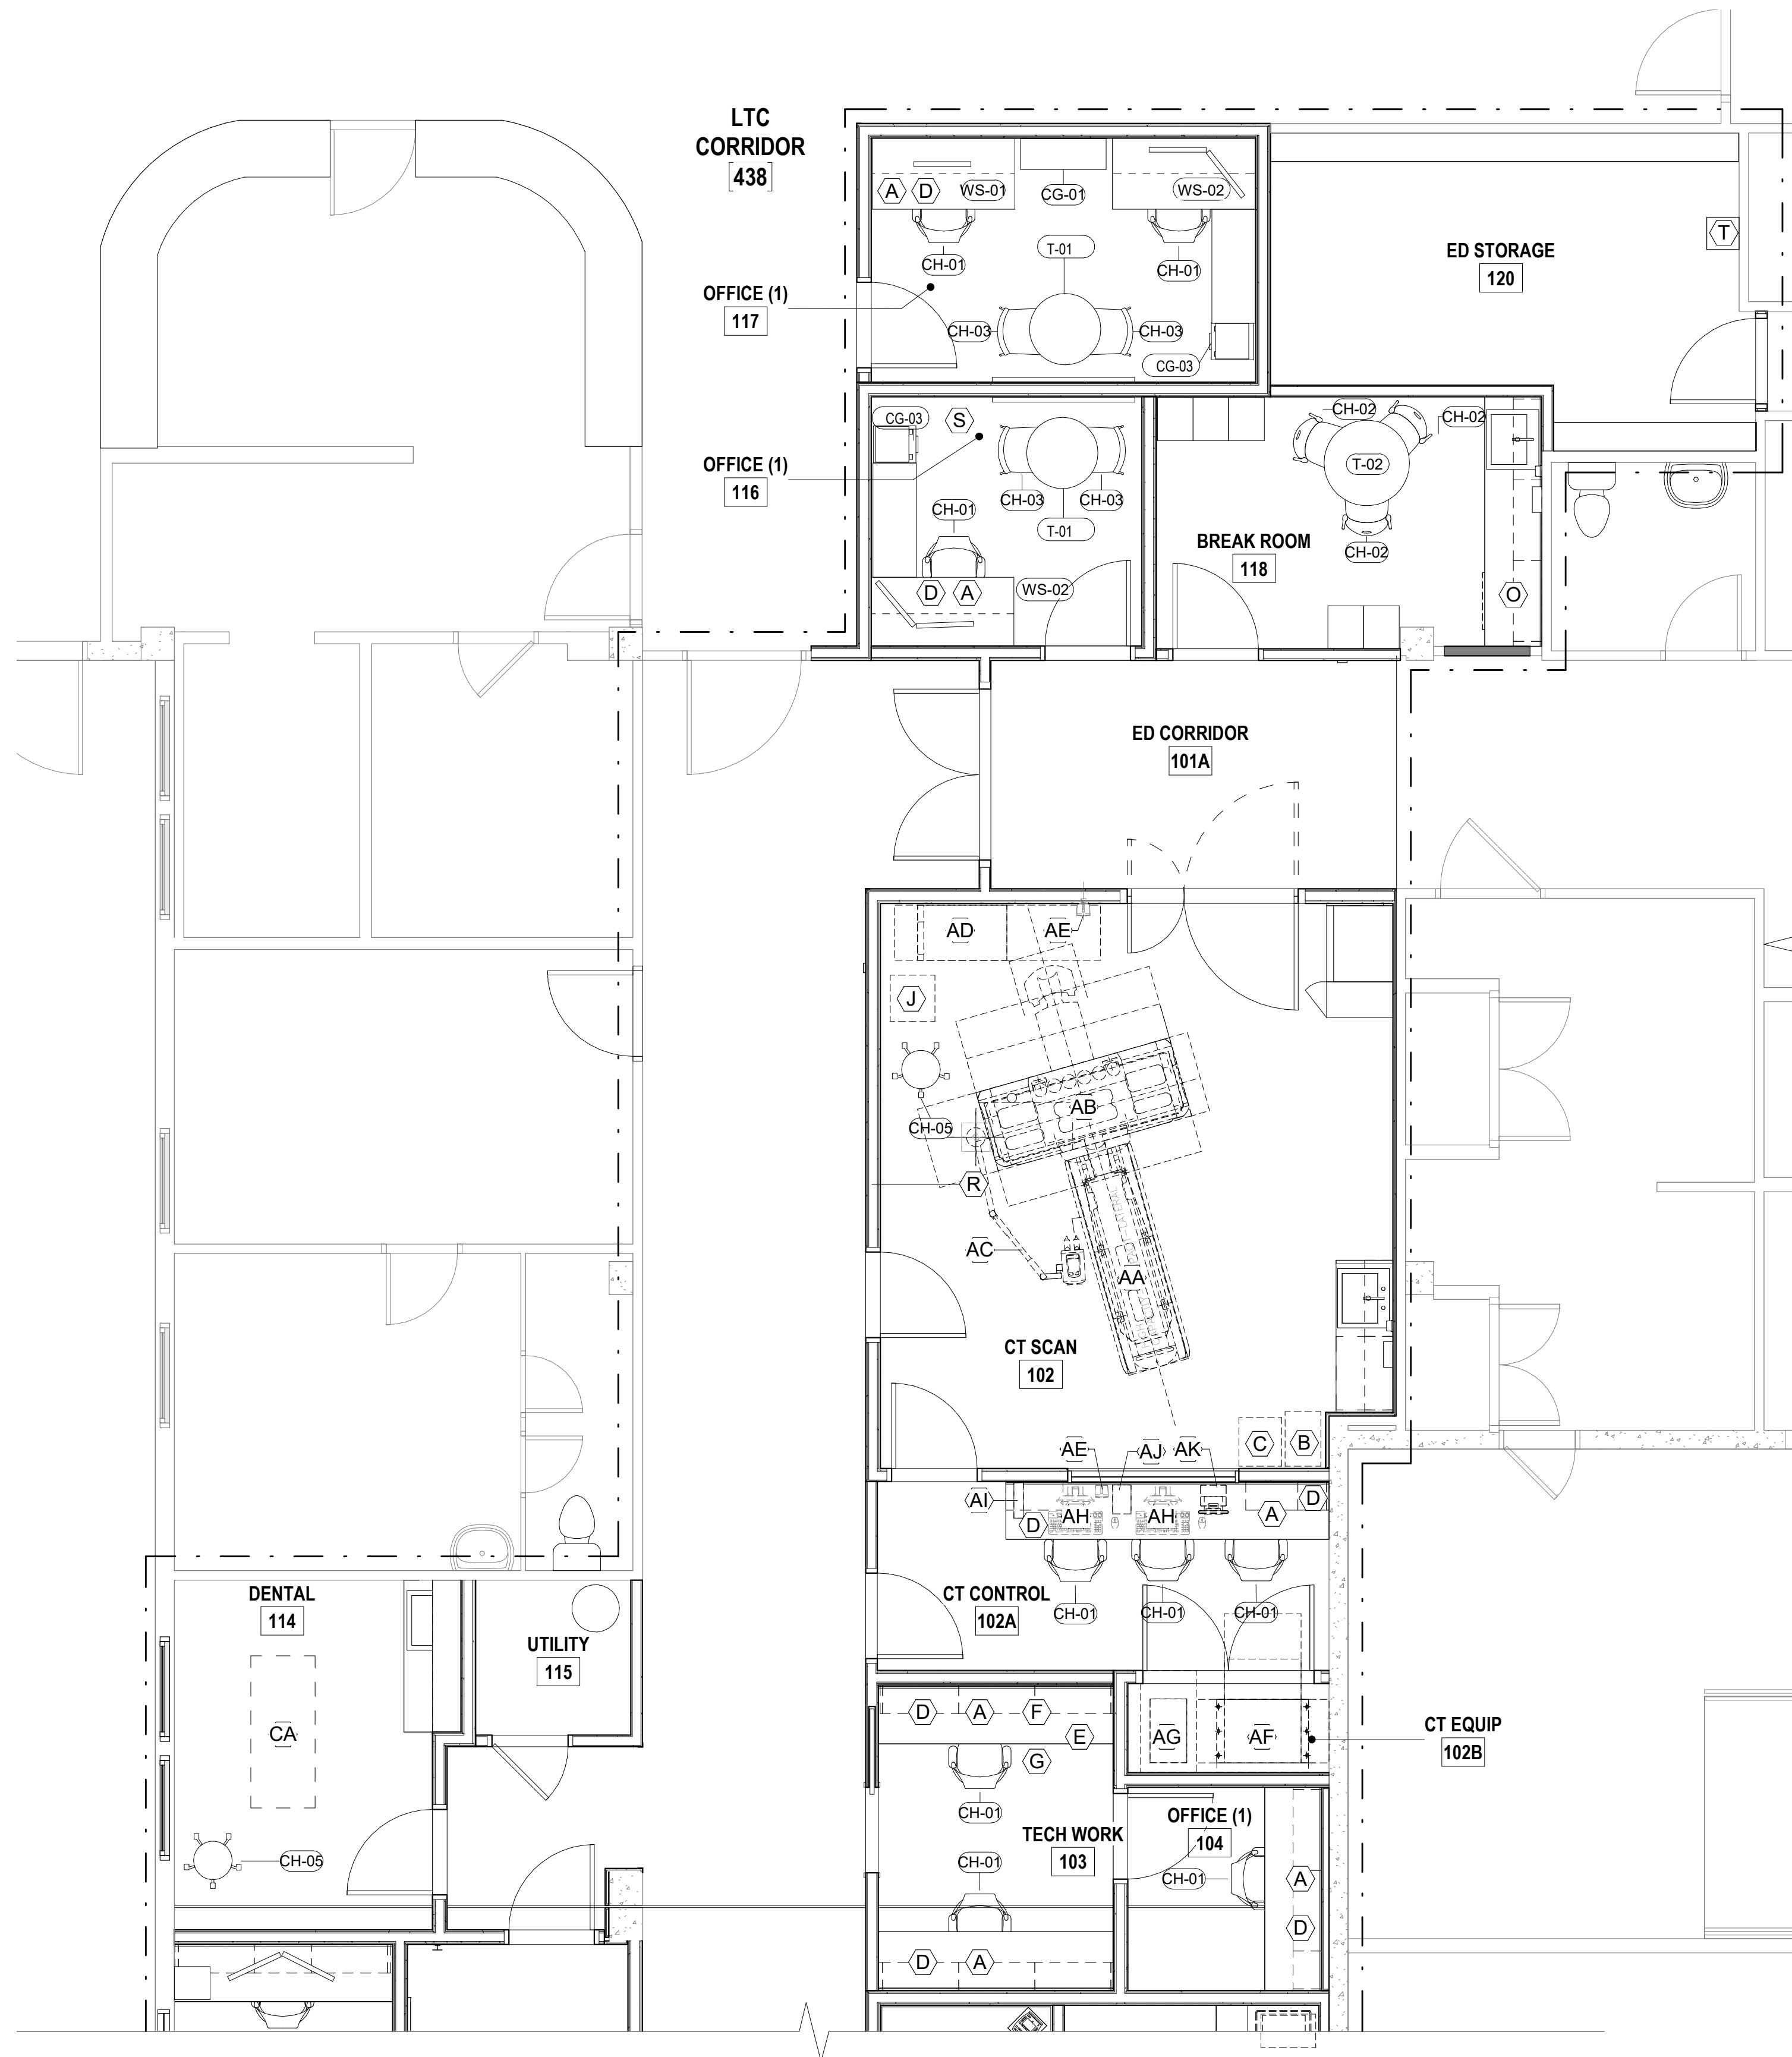 LTC
CORRIDOR
438
A D WS-01 CG-01 WS-02
CH-01 T-01 CH-01
OFFICE (1)
117
CH-03 CH-03
CG-03
ED STORAGE
120
T
CG-03 S
OFFICE (1)
116
CH-03 CH-03
CH-01 T-01
D A WS-02
CH-02 CH-02
T-02
BREAK ROOM
118
CH-02
O
ED CORRIDOR
101A
AD AE
J
AB
CH-05
R
AC
AA
CT SCAN
102
AE AJ AK C B
AI D AH AH A D
CT CONTROL
102A
CH-01 CH-01 CH-01
DENTAL
114
UTILITY
115
CA
CH-05
D A F
E
G
CH-01
AG AF
CT EQUIP
102B
TECH WORK
103
OFFICE (1)
104
CH-01
CH-01
A
D
D A